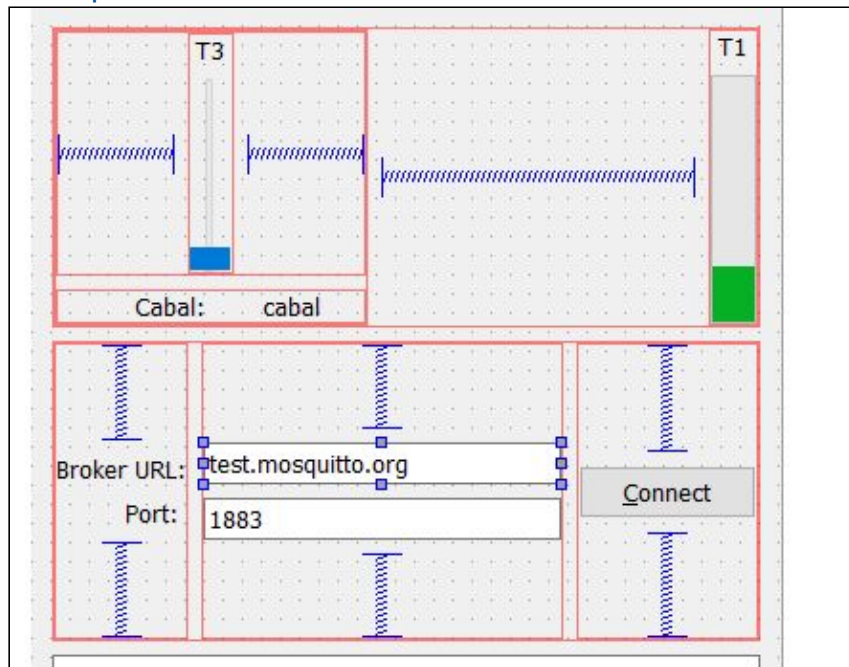 T3
T1
Cabal: cabal
Broker URL: test.mosquitto.org
Connect
Port: 1883